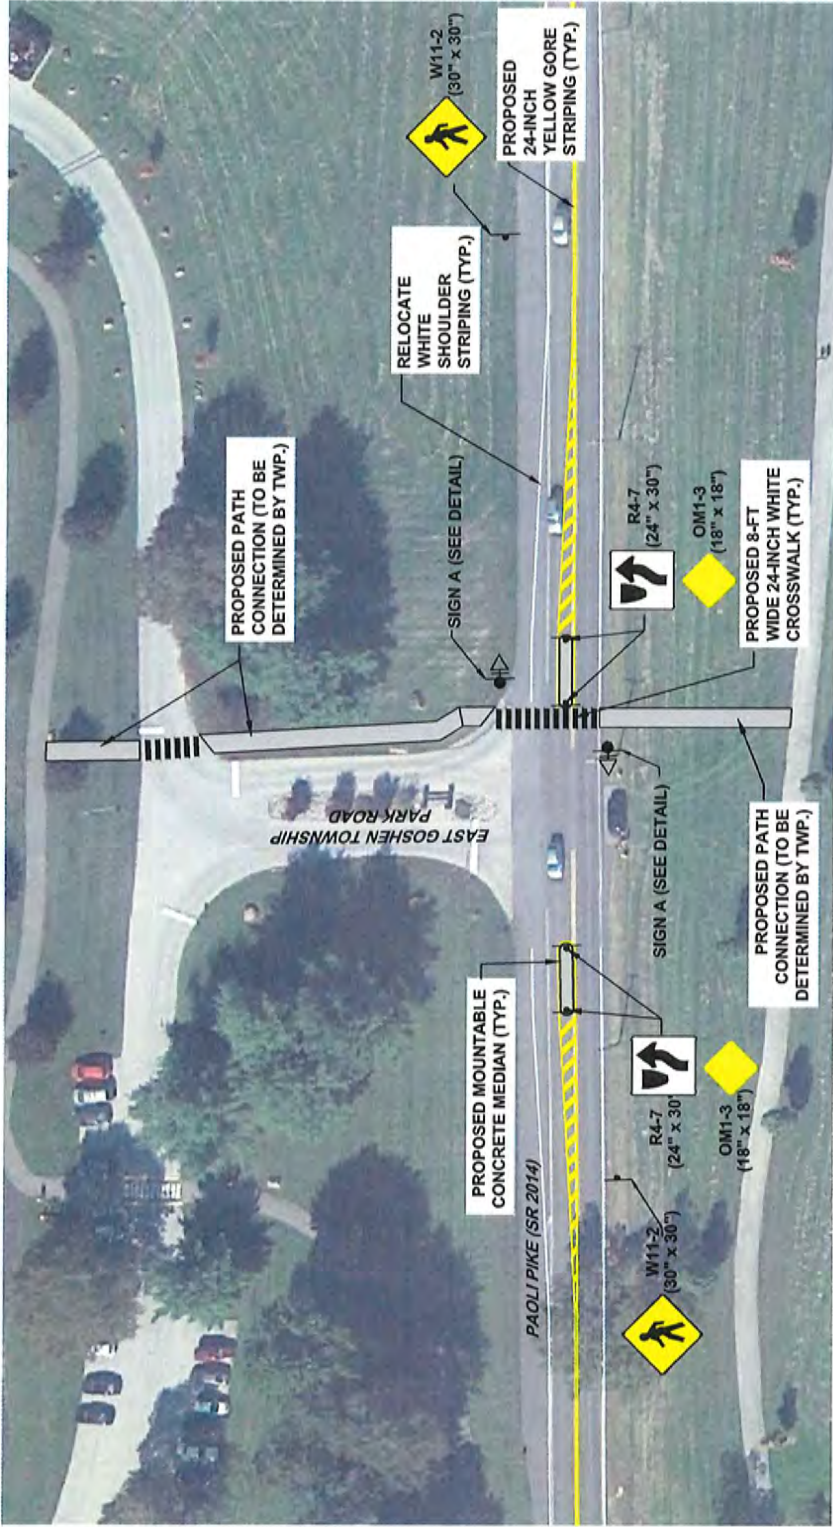 W11-2
(30" x 30")
PROPOSED
24-INCH
YELLOW GORE
STRIPING (TYP.)
RELOCATE
WHITE
SHOULDER
STRIPING (TYP.)
PROPOSED PATH
CONNECTION (TO BE
DETERMINED BY TWP.)
SIGN A (SEE DETAIL)
R4-7
(24" x 30")
OM1-3
(18" x 18")
PROPOSED 8-FT
WIDE 24-INCH WHITE
CROSSWALK (TYP.)
EAST GOSHEN TOWNSHIP
PARK ROAD
SIGN A (SEE DETAIL)
PROPOSED PATH
CONNECTION (TO BE
DETERMINED BY TWP.)
PROPOSED MOUNTABLE
CONCRETE MEDIAN (TYP.)
R4-7
(24" x 30'
OM1-3
(18" x 18")
PAOLI PIKE (SR 2014)
W11-2
(30" x 30")